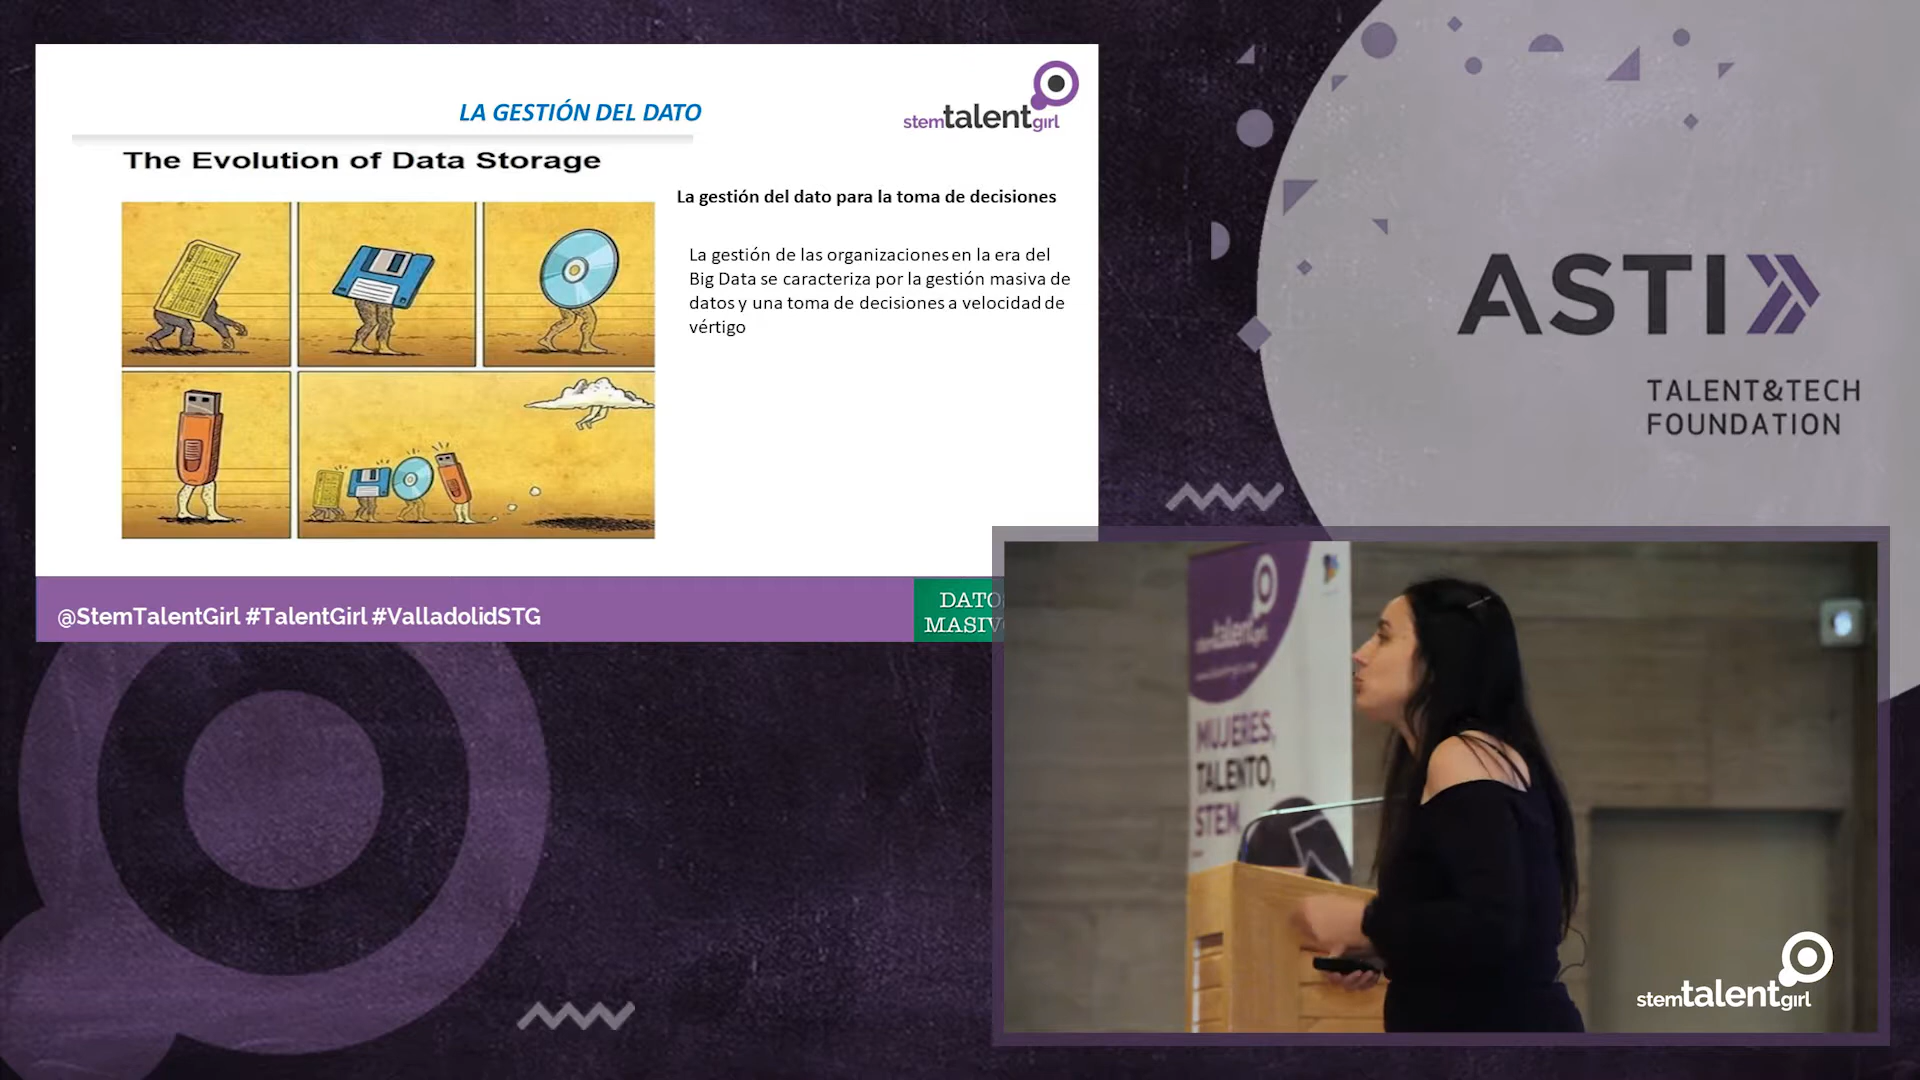 LA GESTIÓN DEL DATO
stemtalentgirl
The Evolution of Data Storage
La gestión del dato para la toma de decisiones
La gestión de las organizaciones en la era del
Big Data se caracteriza por la gestión masiva de
datos y una toma de decisiones a velocidad de
vértigo
@StemTalentGirl #TalentGirl #ValladolidSTG
ASTI
TALENT&TECH
FOUNDATION
talentgirl
MUJERES,
TALENTO,
STEM
stemtalentgirl